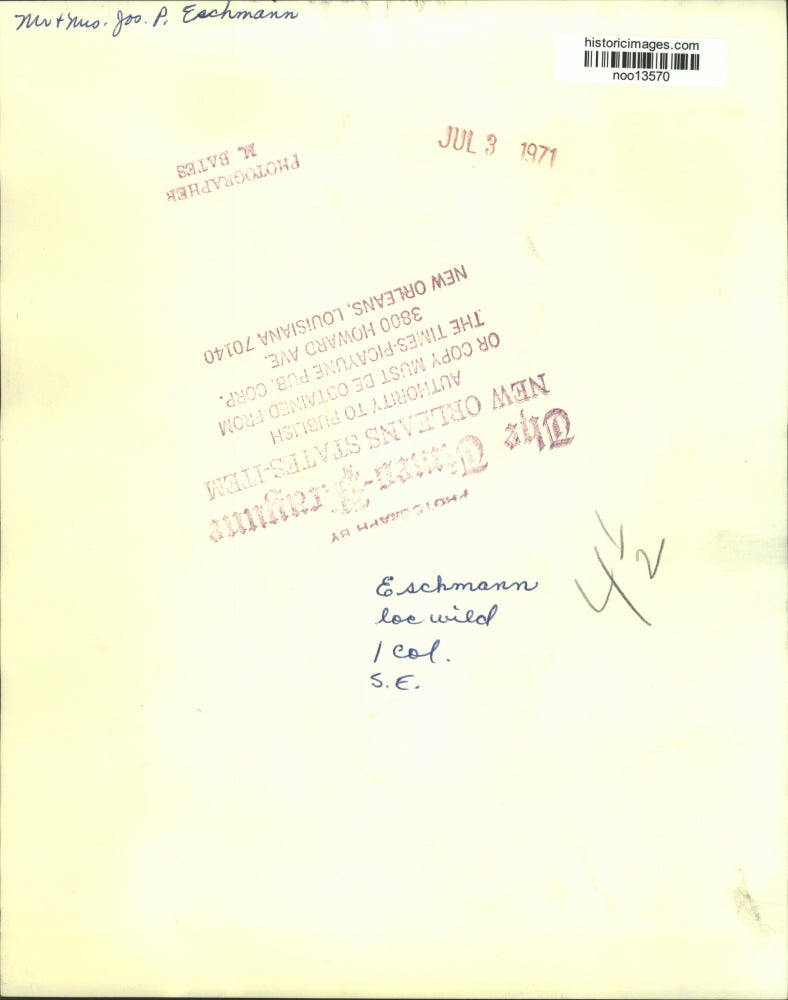 Mr + Mrs. Jos. P. Eschmann
historicimages.com
noo13570
JUL 3 1971
PHOTOGRAPHER
M. BATES
PHOTOGRAPH BY
The Times-Picayune
NEW ORLEANS STATES-ITEM
AUTHORITY TO PUBLISH
OR COPY MUST BE OBTAINED FROM
THE TIMES-PICAYUNE PUB. CORP.
3800 HOWARD AVE.
NEW ORLEANS, LOUISIANA 70140
Eschmann
loc wild
1 col.
S.E.
4 1/2